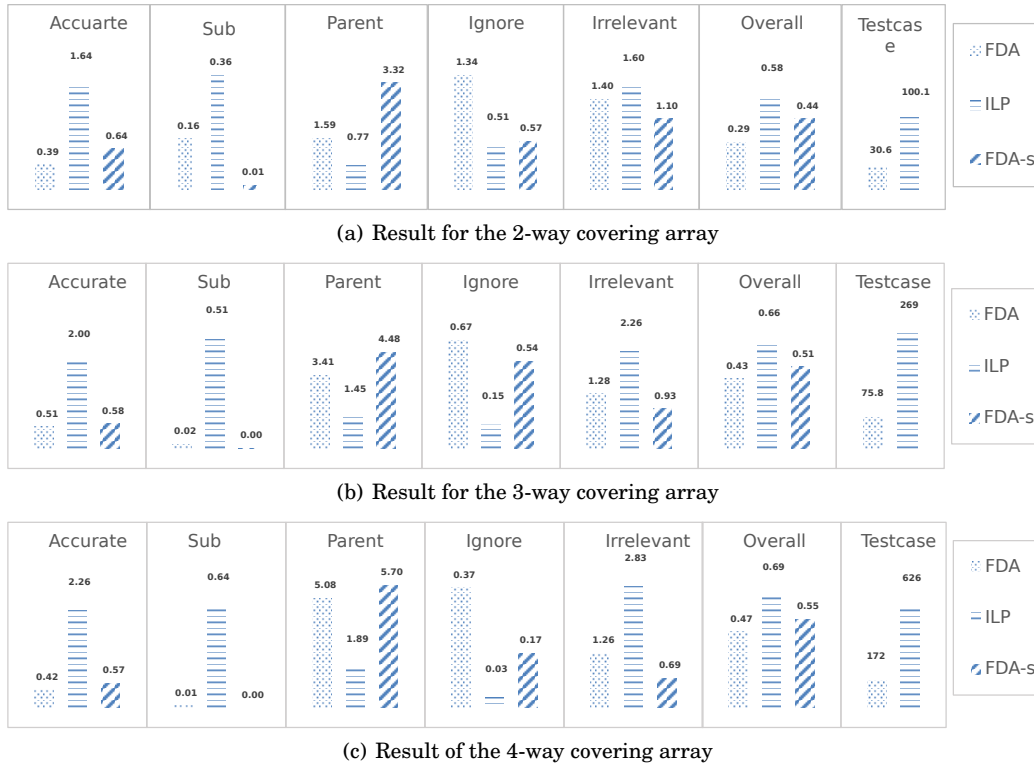 Accuarte
Sub
Parent
Ignore
Irrelevant
Overall
Testcas
e
0.39
1.64
0.64
0.16
0.36
0.01
1.59
0.77
3.32
1.34
0.51
0.57
1.40
1.60
1.10
0.29
0.58
0.44
30.6
100.1
FDA
ILP
FDA-s
(a) Result for the 2-way covering array
Accurate
Sub
Parent
Ignore
Irrelevant
Overall
Testcase
0.51
2.00
0.58
0.02
0.51
0.00
3.41
1.45
4.48
0.67
0.15
0.54
1.28
2.26
0.93
0.43
0.66
0.51
75.8
269
FDA
ILP
FDA-s
(b) Result for the 3-way covering array
Accurate
Sub
Parent
Ignore
Irrelevant
Overall
Testcase
0.42
2.26
0.57
0.01
0.64
0.00
5.08
1.89
5.70
0.37
0.03
0.17
1.26
2.83
0.69
0.47
0.69
0.55
172
626
FDA
ILP
FDA-s
(c) Result of the 4-way covering array